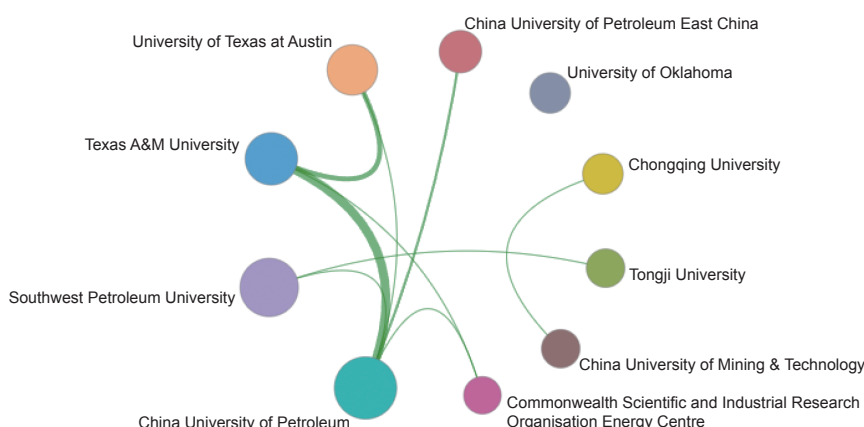 China University of Petroleum East China
University of Texas at Austin
University of Oklahoma
Texas A&M University
Chongqing University
Tongji University
Southwest Petroleum University
China University of Mining & Technology
Commonwealth Scientific and Industrial Research
Organisation Energy Centre
China University of Petroleum